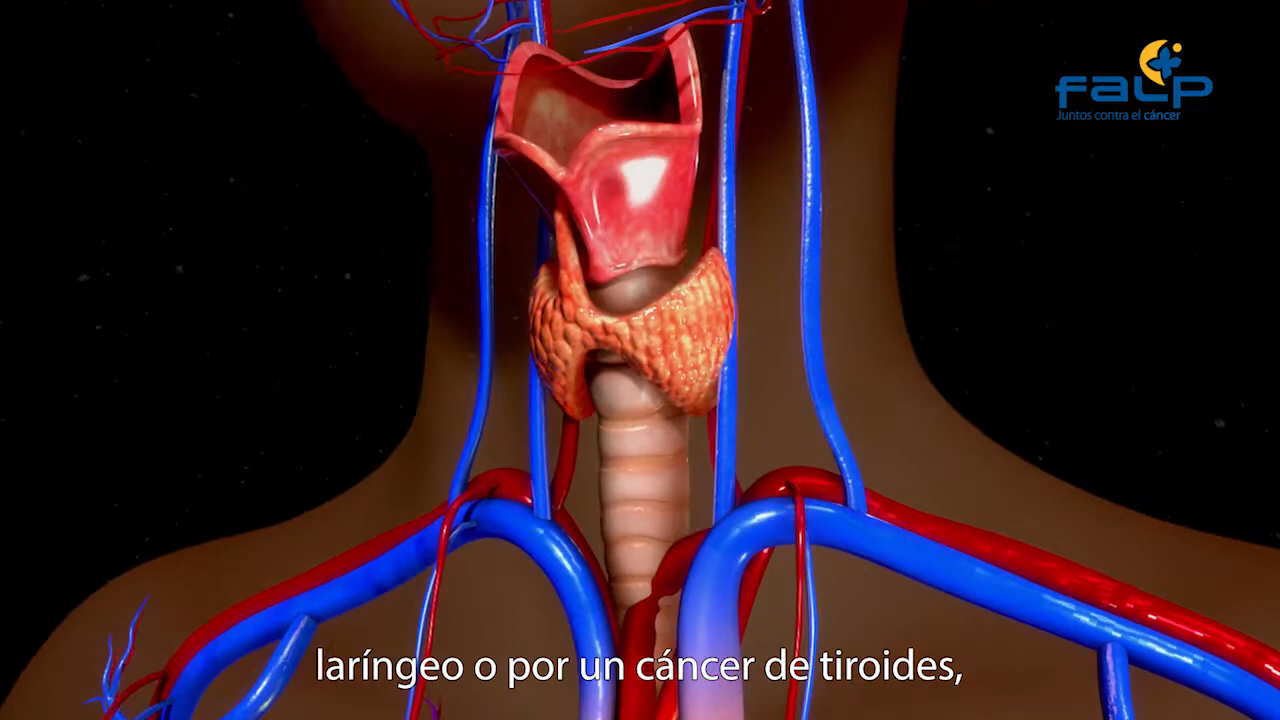 falp
Juntos contra el cáncer
laríngeo o por un cáncer de tiroides,